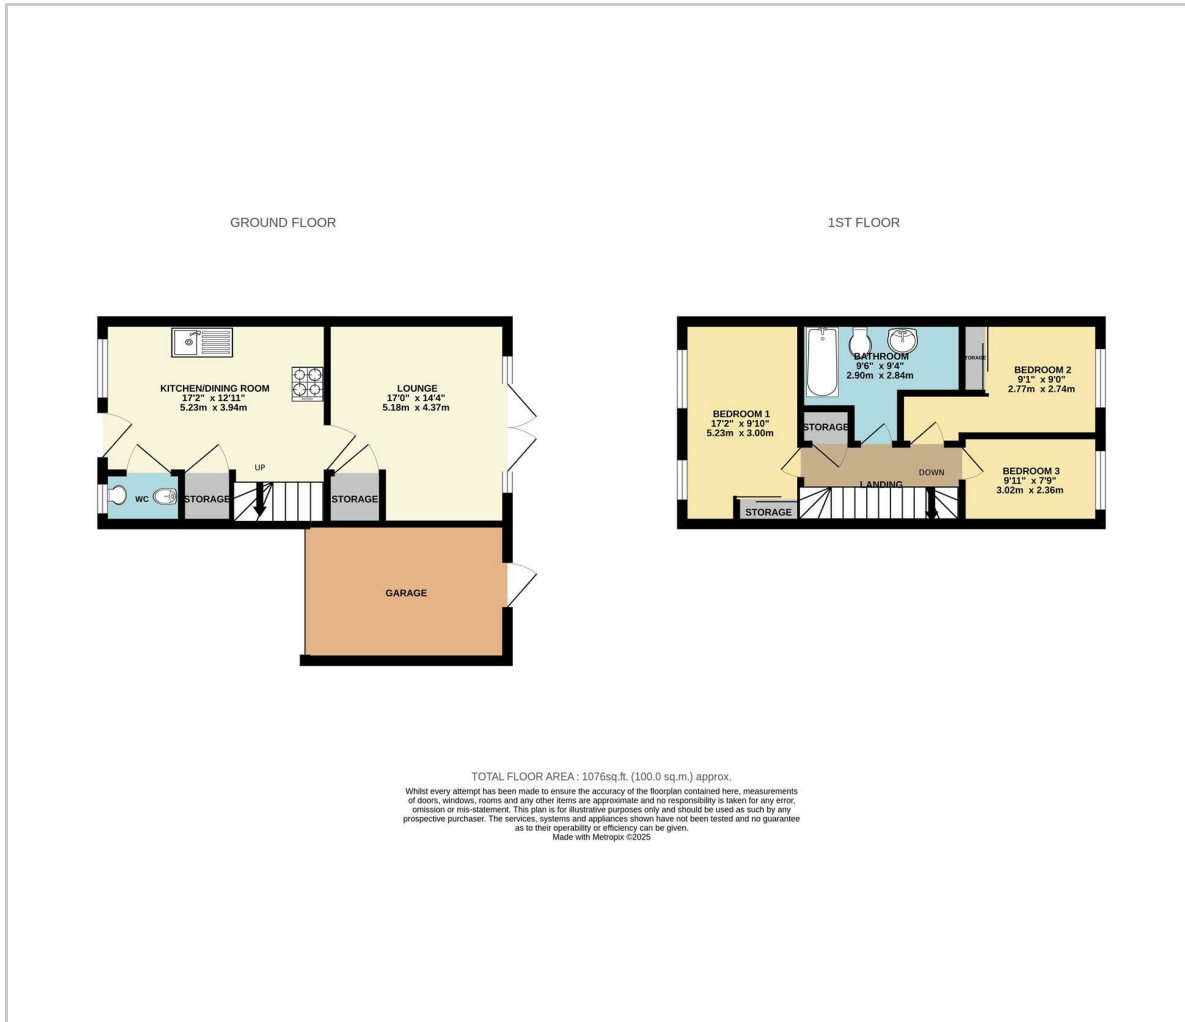 GROUND FLOOR
KITCHEN/DINING ROOM
17'2" x 12'11"
5.23m x 3.94m
LOUNGE
17'0" x 14'4"
5.18m x 4.37m
UP
WC
STORAGE
STORAGE
GARAGE
1ST FLOOR
BATHROOM
9'6" x 9'4"
2.90m x 2.84m
STORAGE
BEDROOM 2
9'1" x 9'0"
2.77m x 2.74m
BEDROOM 1
17'2" x 9'10"
5.23m x 3.00m
STORAGE
DOWN
LANDING
BEDROOM 3
9'11" x 7'9"
3.02m x 2.36m
STORAGE
TOTAL FLOOR AREA : 1076sq.ft. (100.0 sq.m.) approx.
Whilst every attempt has been made to ensure the accuracy of the floorplan contained here, measurements
of doors, windows, rooms and any other items are approximate and no responsibility is taken for any error,
omission or mis-statement. This plan is for illustrative purposes only and should be used as such by any
prospective purchaser. The services, systems and appliances shown have not been tested and no guarantee
as to their operability or efficiency can be given.
Made with Metropix ©2025